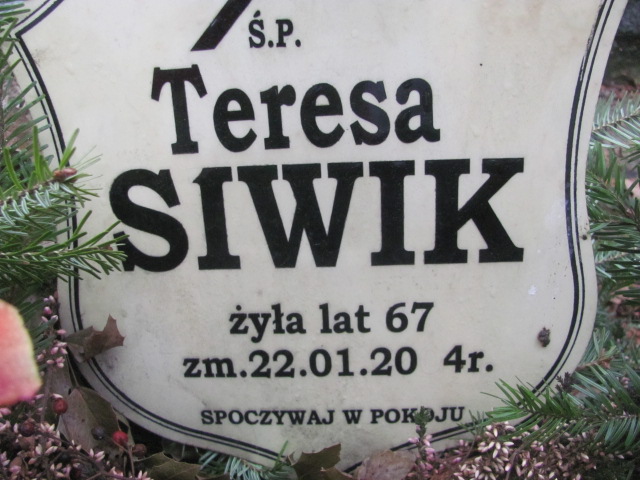 Ś.P.
Teresa
SIWIK
żyła lat 67
zm.22.01.20 4r.
SPOCZYWAJ W POKOJU